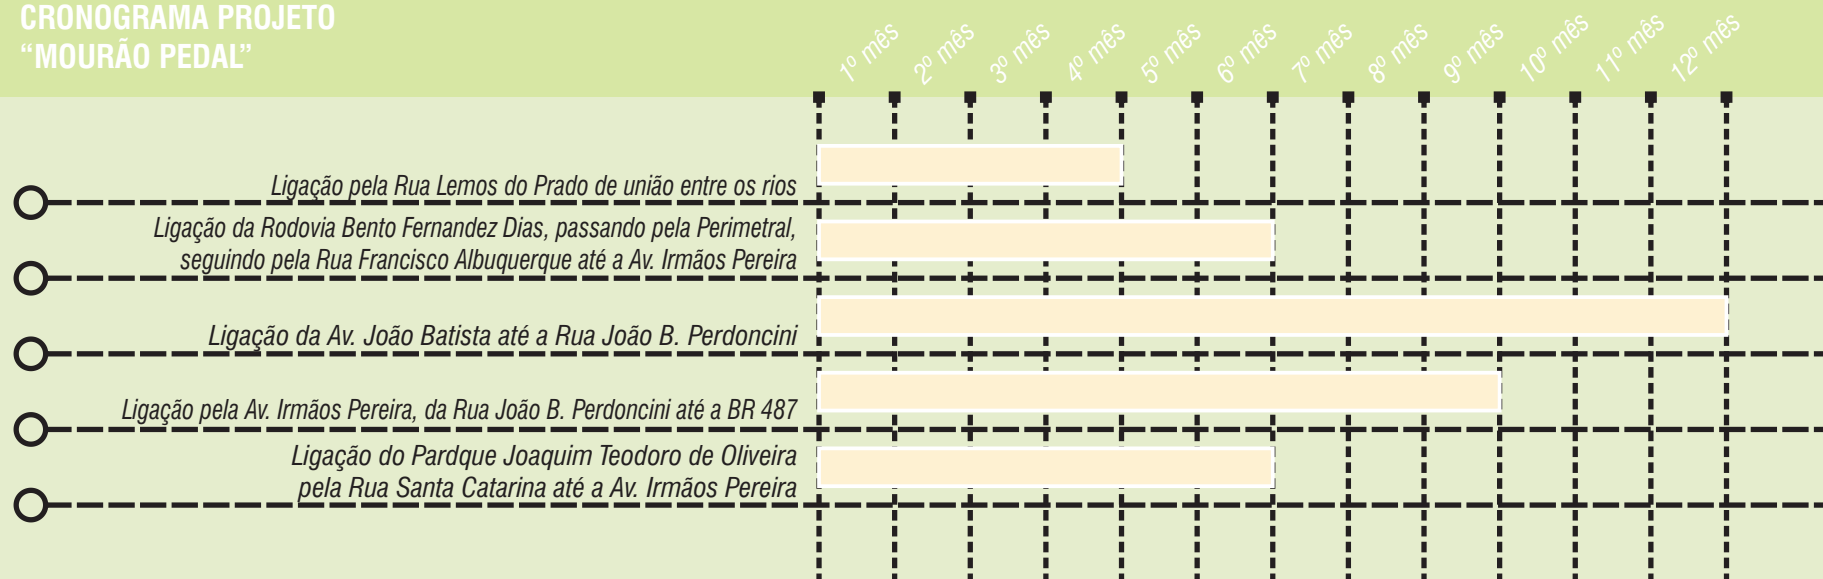 CRONOGRAMA PROJETO
“MOURÃO PEDAL”
1º mês
2º mês
3º mês
4º mês
5º mês
6º mês
7º mês
8º mês
9º mês
10º mês
11º mês
12º mês
Ligação pela Rua Lemos do Prado de união entre os rios
Ligação da Rodovia Bento Fernandez Dias, passando pela Perimetral,
seguindo pela Rua Francisco Albuquerque até a Av. Irmãos Pereira
Ligação da Av. João Batista até a Rua João B. Perdoncini
Ligação pela Av. Irmãos Pereira, da Rua João B. Perdoncini até a BR 487
Ligação do Pardque Joaquim Teodoro de Oliveira
pela Rua Santa Catarina até a Av. Irmãos Pereira